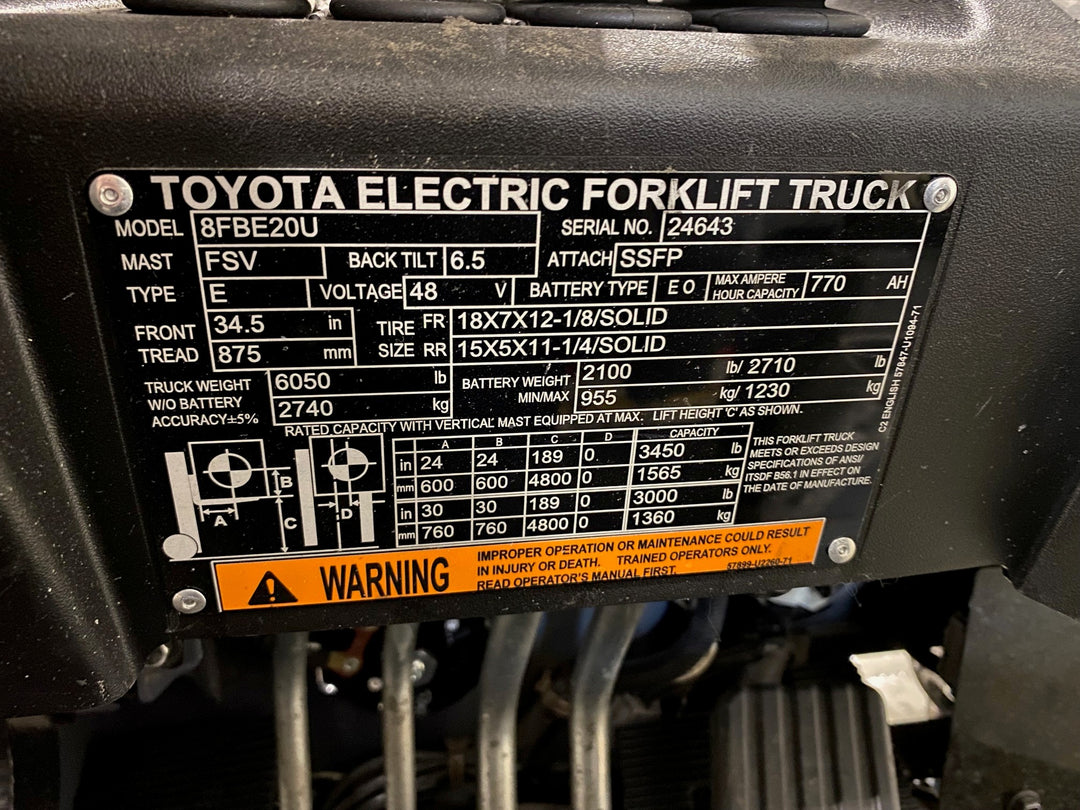 TOYOTA ELECTRIC FORKLIFT TRUCK
MODEL 8FBE20U SERIAL NO. 24643
MAST FSV BACK TILT 6.5 ATTACH SSFP
TYPE E VOLTAGE 48 V BATTERY TYPE E O MAX AMPERE HOUR CAPACITY 770 AH
FRONT TREAD 34.5 in TIRE SIZE FR 18X7X12-1/8/SOLID
875 mm RR 15X5X11-1/4/SOLID
TRUCK WEIGHT W/O BATTERY ACCURACY±5% 6050 lb BATTERY WEIGHT MIN/MAX 2100 lb/ 2710 lb
2740 kg 955 kg/ 1230 kg
C2 ENGLISH 57847-U1094-71
RATED CAPACITY WITH VERTICAL MAST EQUIPPED AT MAX. LIFT HEIGHT 'C' AS SHOWN.
A B C D CAPACITY
in 24 24 189 0 3450 lb
mm 600 600 4800 0 1565 kg
in 30 30 189 0 3000 lb
mm 760 760 4800 0 1360 kg
A B C D
THIS FORKLIFT TRUCK
MEETS OR EXCEEDS DESIGN
SPECIFICATIONS OF ANSI/
ITSDF B56.1 IN EFFECT ON
THE DATE OF MANUFACTURE.
WARNING
IMPROPER OPERATION OR MAINTENANCE COULD RESULT
IN INJURY OR DEATH. TRAINED OPERATORS ONLY.
READ OPERATOR'S MANUAL FIRST. 57899-U2260-71